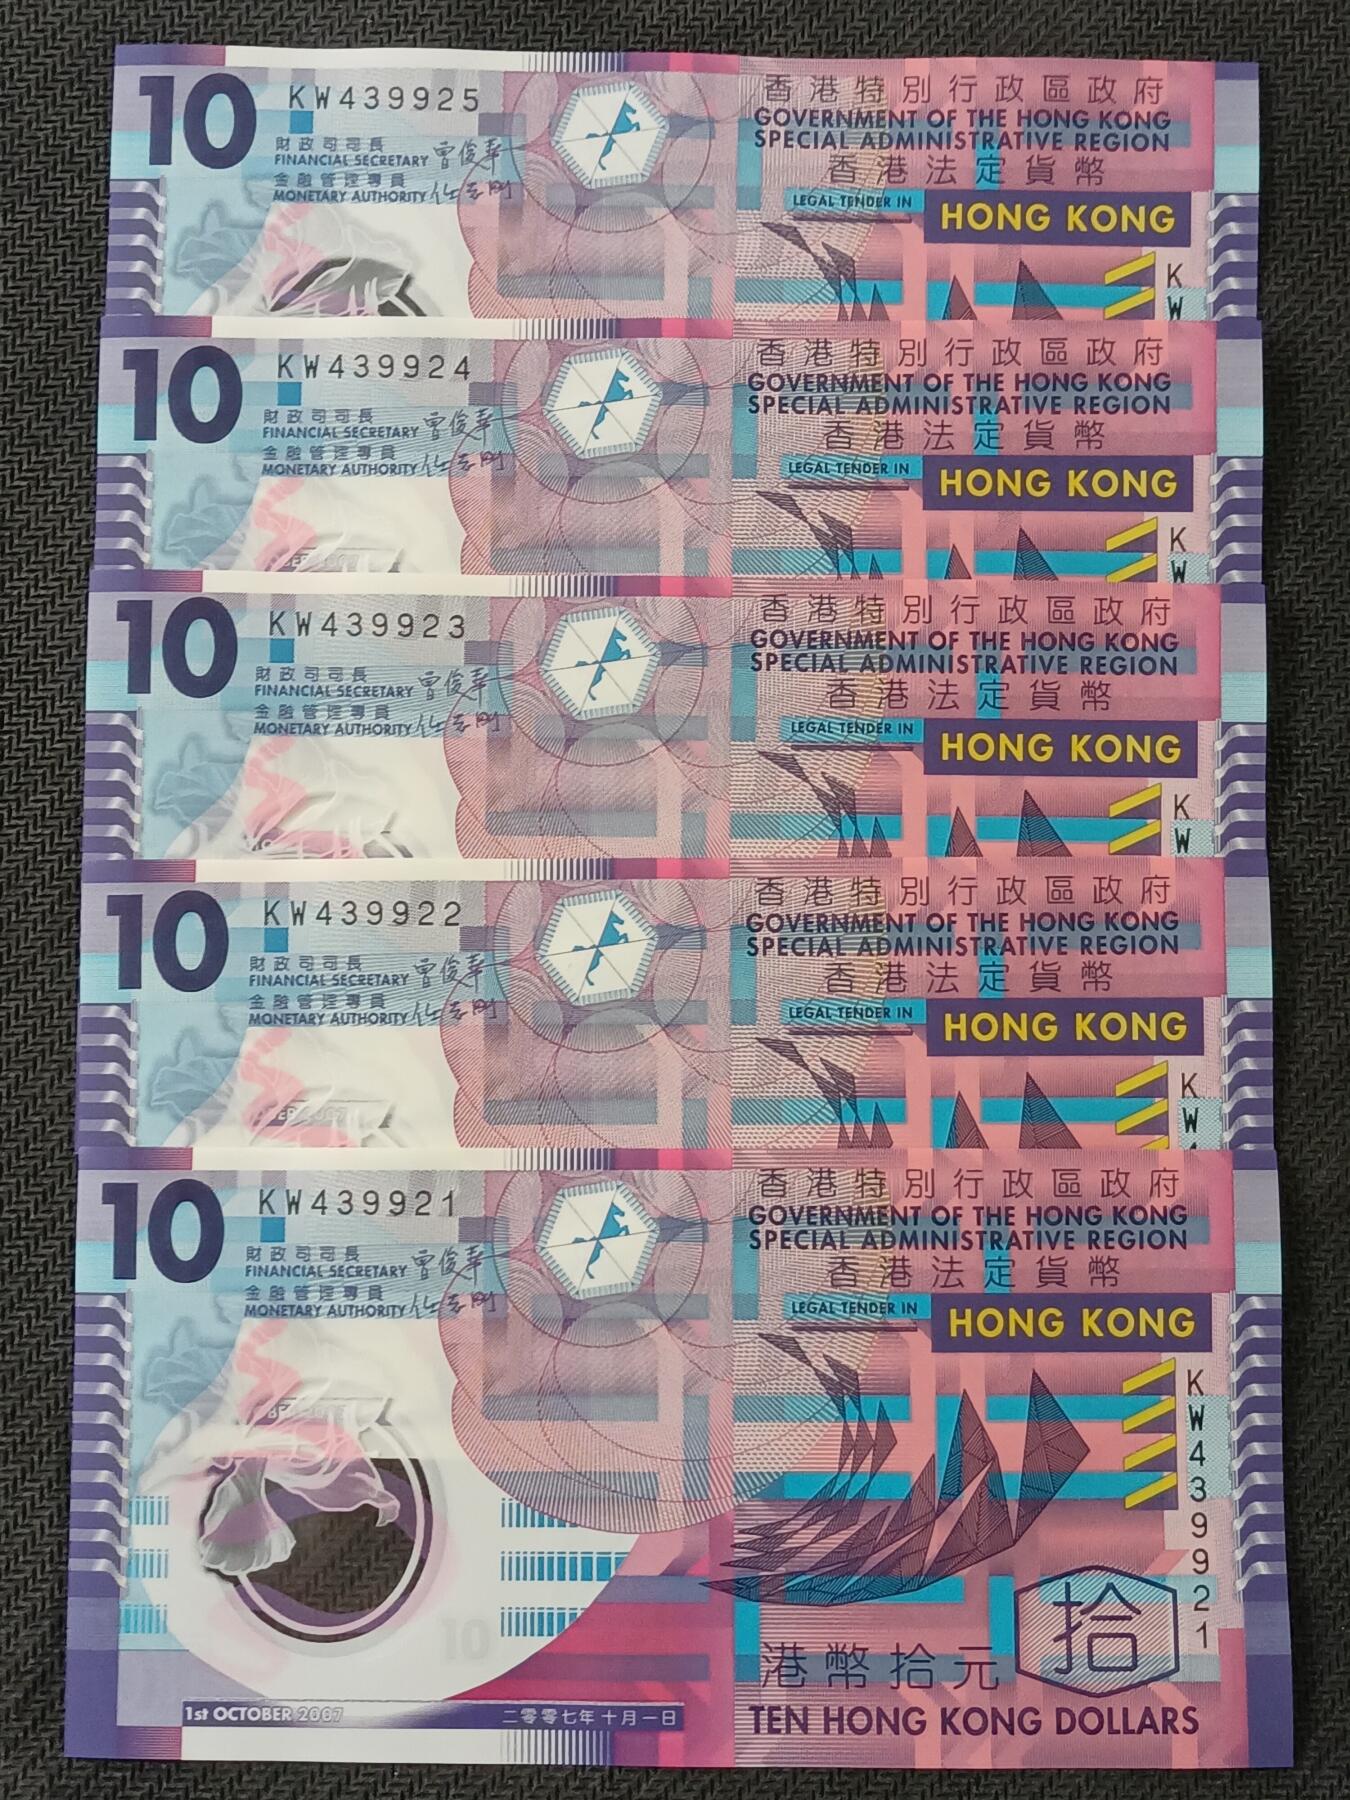 10
KW439925
財政司司長
FINANCIAL SECRETARY
金融管理專員
MONETARY AUTHORITY
香港特別行政區政府
GOVERNMENT OF THE HONG KONG
SPECIAL ADMINISTRATIVE REGION
香港法定貨幣
LEGAL TENDER IN
HONG KONG
K
W
10
KW439924
財政司司長
FINANCIAL SECRETARY
金融管理專員
MONETARY AUTHORITY
香港特別行政區政府
GOVERNMENT OF THE HONG KONG
SPECIAL ADMINISTRATIVE REGION
香港法定貨幣
LEGAL TENDER IN
HONG KONG
K
W
10
KW439923
財政司司長
FINANCIAL SECRETARY
金融管理專員
MONETARY AUTHORITY
香港特別行政區政府
GOVERNMENT OF THE HONG KONG
SPECIAL ADMINISTRATIVE REGION
香港法定貨幣
LEGAL TENDER IN
HONG KONG
K
W
10
KW439922
財政司司長
FINANCIAL SECRETARY
金融管理專員
MONETARY AUTHORITY
香港特別行政區政府
GOVERNMENT OF THE HONG KONG
SPECIAL ADMINISTRATIVE REGION
香港法定貨幣
LEGAL TENDER IN
HONG KONG
K
W
10
KW439921
財政司司長
FINANCIAL SECRETARY
金融管理專員
MONETARY AUTHORITY
香港特別行政區政府
GOVERNMENT OF THE HONG KONG
SPECIAL ADMINISTRATIVE REGION
香港法定貨幣
LEGAL TENDER IN
HONG KONG
KW439921
10
拾
港幣拾元
TEN HONG KONG DOLLARS
1st OCTOBER 2007
二零零七年十月一日